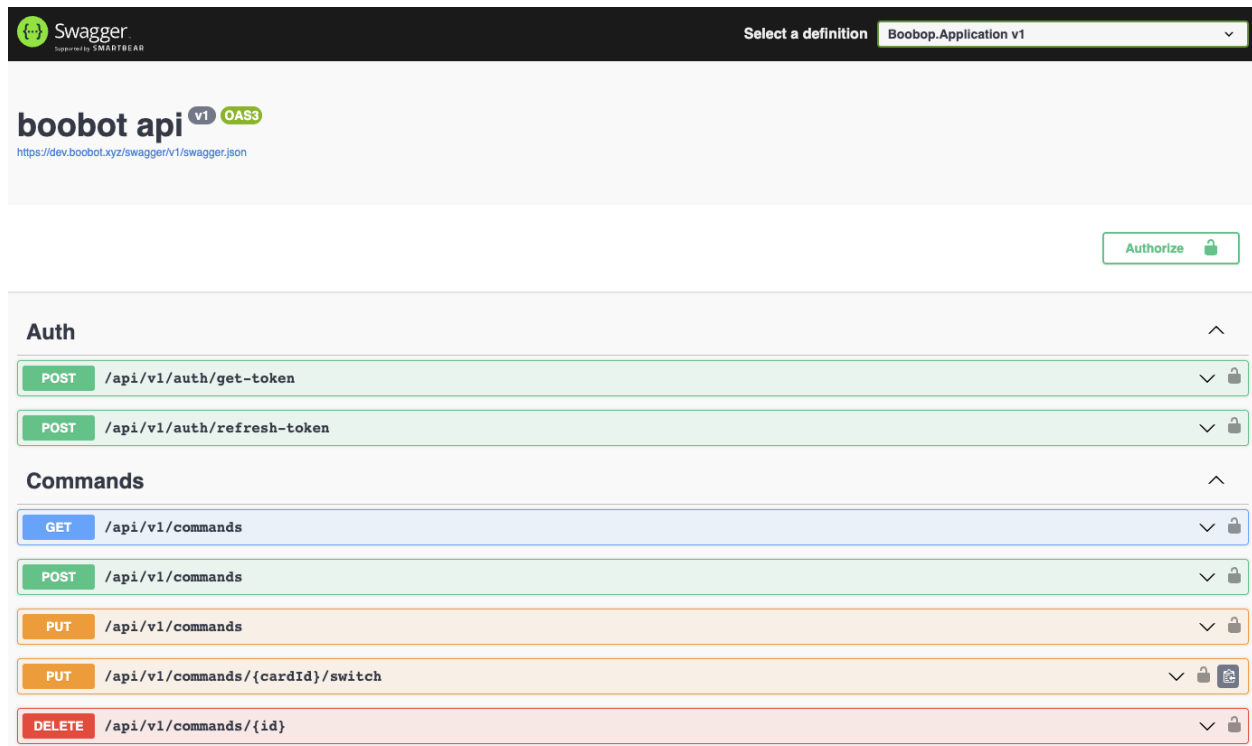 Swagger.
Supported by SMARTBEAR
Select a definition
Boobop.Application v1
boobot api v1 OAS3
https://dev.boobot.xyz/swagger/v1/swagger.json
Authorize
Auth
POST /api/v1/auth/get-token
POST /api/v1/auth/refresh-token
Commands
GET /api/v1/commands
POST /api/v1/commands
PUT /api/v1/commands
PUT /api/v1/commands/{cardId}/switch
DELETE /api/v1/commands/{id}